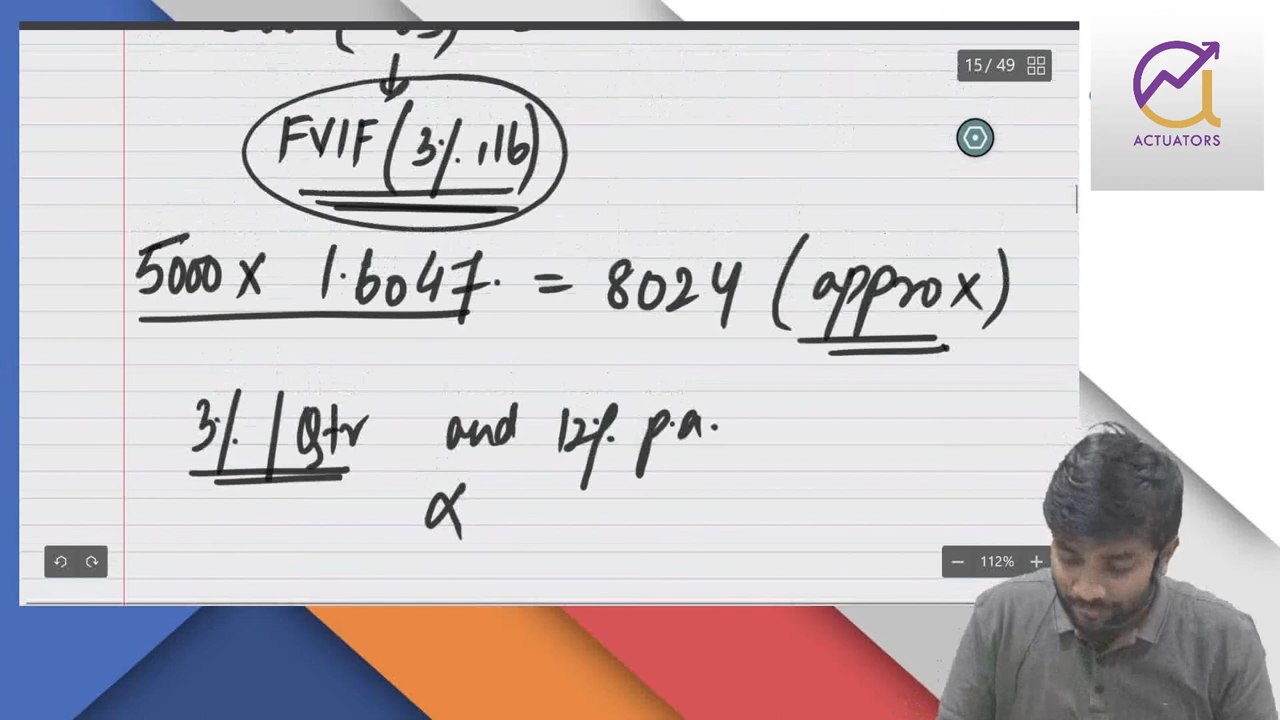 15 / 49
ACTUATORS
FVIF (3%, 16)
5000 x 1.6047. = 8024 (approx)
3% / Qtr and 12% p.a.
α
112%